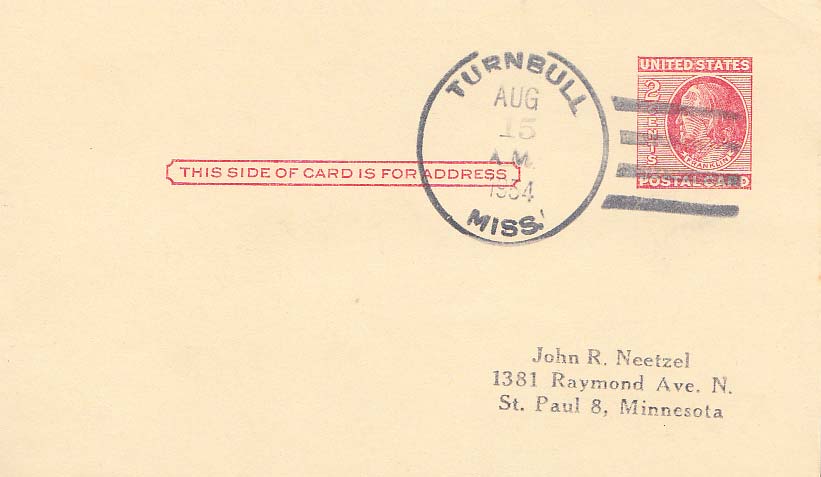 TURNBULL
AUG
15
A.M.
1954
MISS.
UNITED STATES
2 CENTS
FRANKLIN
POSTAL CARD
THIS SIDE OF CARD IS FOR ADDRESS
John R. Neetzel
1381 Raymond Ave. N.
St. Paul 8, Minnesota